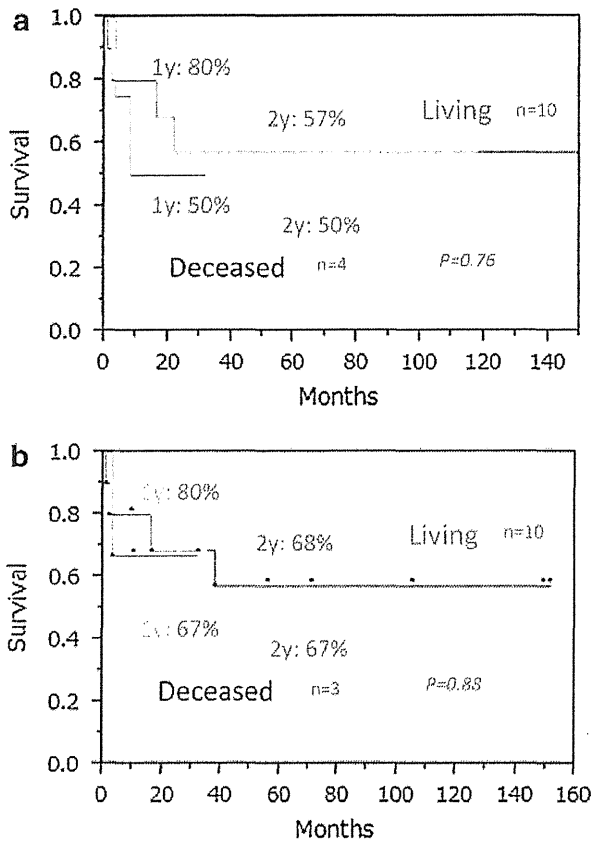 a
1.0
0.8
0.6
0.4
0.2
0.0
Survival
1y: 80%
2y: 57%
Living n=10
1y: 50%
2y: 50%
Deceased n=4
P=0.76
0 20 40 60 80 100 120 140
Months
b
1.0
0.8
0.6
0.4
0.2
0.0
Survival
1y: 80%
2y: 68%
Living n=10
1y: 67%
2y: 67%
Deceased n=3
P=0.88
0 20 40 60 80 100 120 140 160
Months